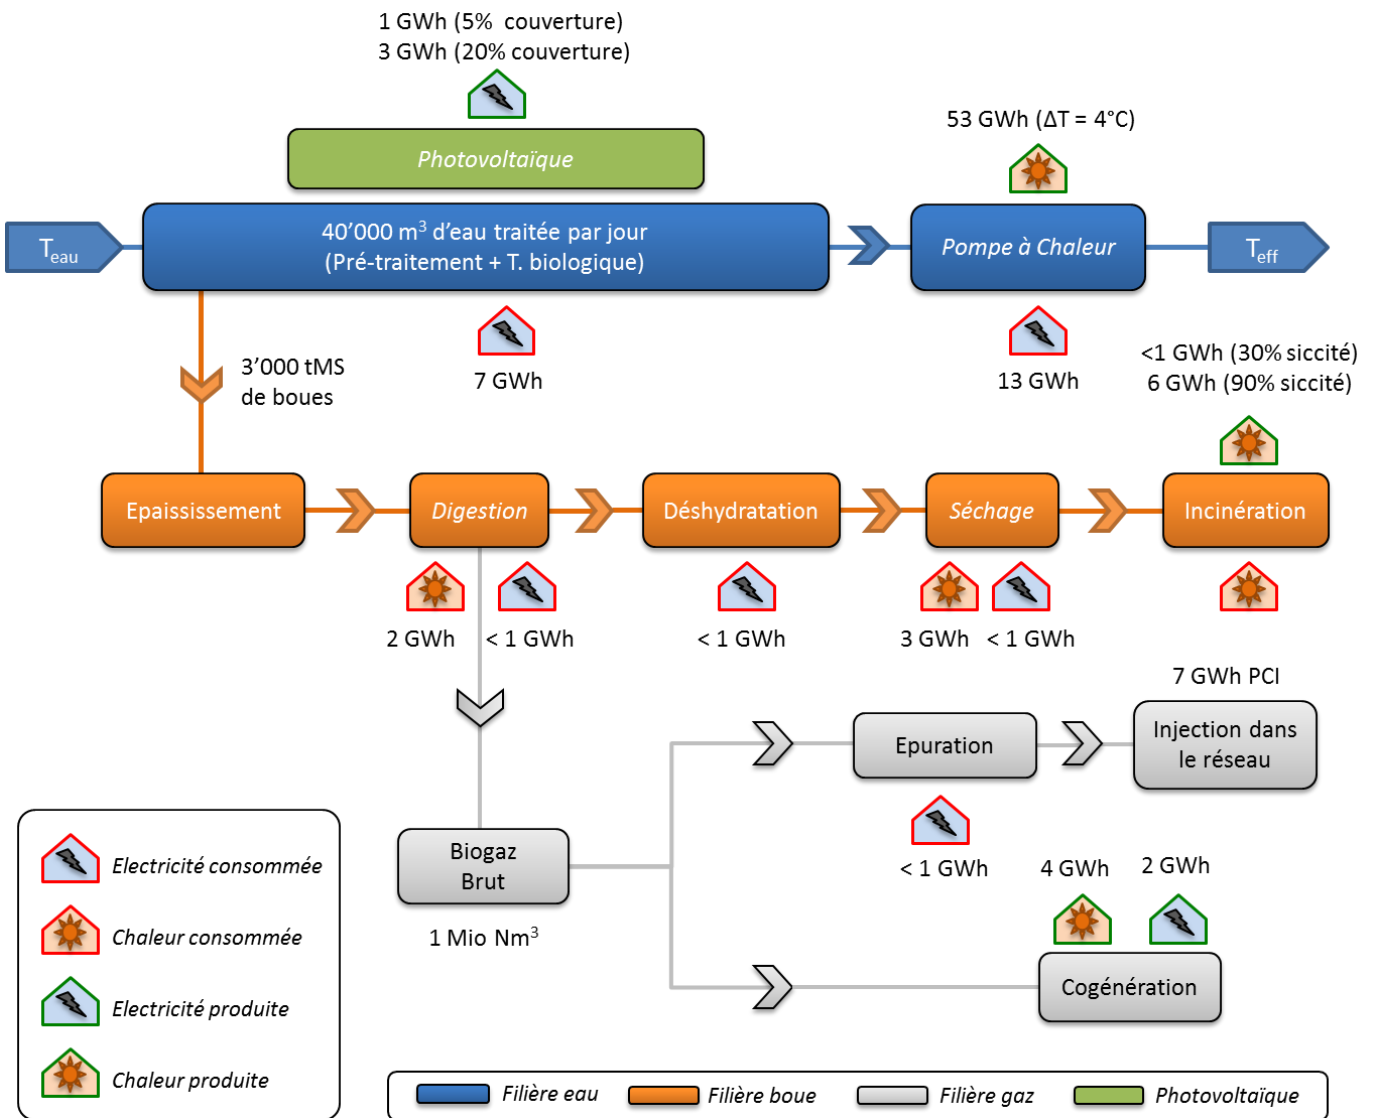 1 GWh (5% couverture)
3 GWh (20% couverture)
Photovoltaïque
53 GWh (ΔT = 4°C)
T_eau
40’000 m³ d’eau traitée par jour
(Pré-traitement + T. biologique)
Pompe à Chaleur
T_eff
7 GWh
13 GWh
3’000 tMS
de boues
<1 GWh (30% siccité)
6 GWh (90% siccité)
Epaississement
Digestion
Déshydratation
Séchage
Incinération
2 GWh
< 1 GWh
< 1 GWh
3 GWh
< 1 GWh
7 GWh PCI
Epuration
Injection dans
le réseau
< 1 GWh
Biogaz
Brut
1 Mio Nm³
4 GWh
2 GWh
Cogénération
Electricité consommée
Chaleur consommée
Electricité produite
Chaleur produite
Filière eau
Filière boue
Filière gaz
Photovoltaïque